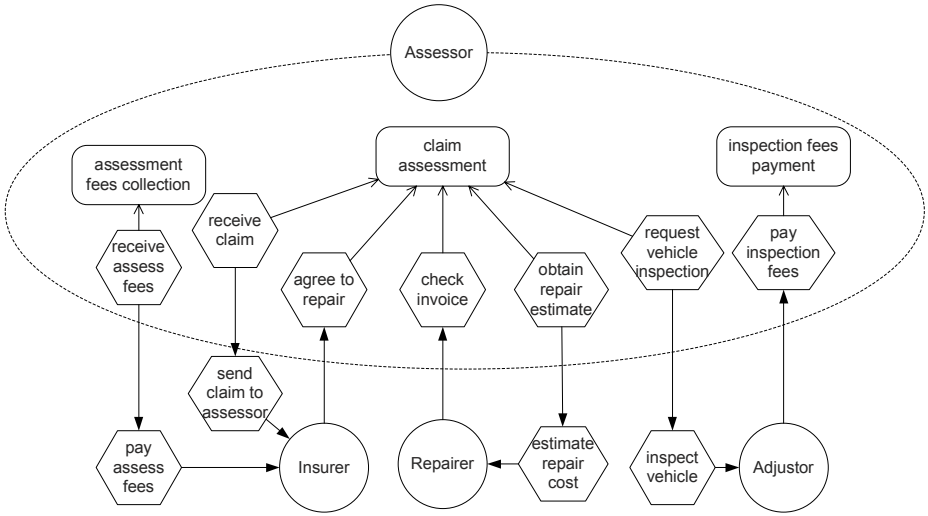 Assessor
assessment
fees collection
claim
assessment
inspection fees
payment
receive
claim
receive
assess
fees
agree to
repair
check
invoice
obtain
repair
estimate
request
vehicle
inspection
pay
inspection
fees
send
claim to
assessor
pay
assess
fees
Insurer
Repairer
estimate
repair
cost
inspect
vehicle
Adjustor